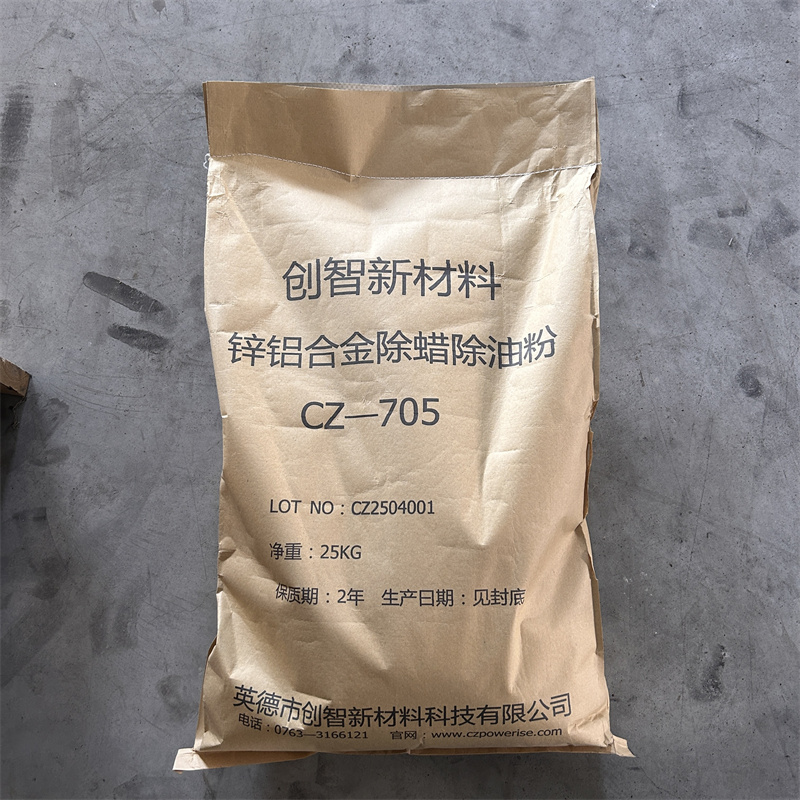 创智新材料
锌铝合金除蜡除油粉
CZ—705
LOT NO：CZ2504001
净重：25KG
保质期：2年 生产日期：见封底
英德市创智新材料科技有限公司
电话：0763—3166121 官网：www.czpowerise.com